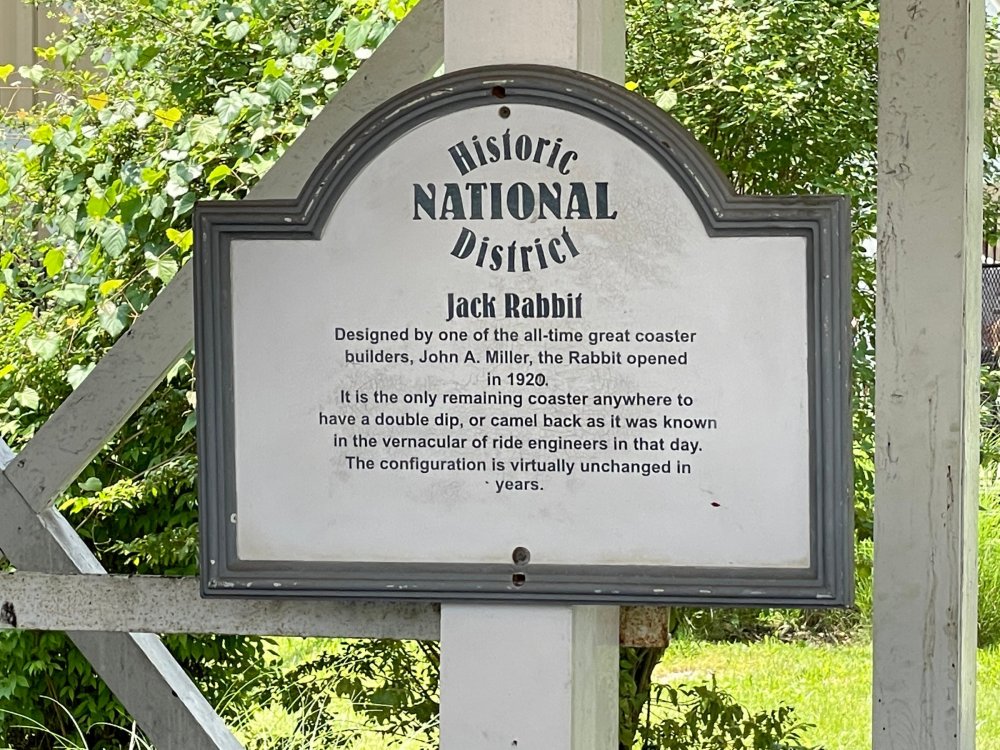 Historic
NATIONAL
District
Jack Rabbit
Designed by one of the all-time great coaster
builders, John A. Miller, the Rabbit opened
in 1920.
It is the only remaining coaster anywhere to
have a double dip, or camel back as it was known
in the vernacular of ride engineers in that day.
The configuration is virtually unchanged in
years.